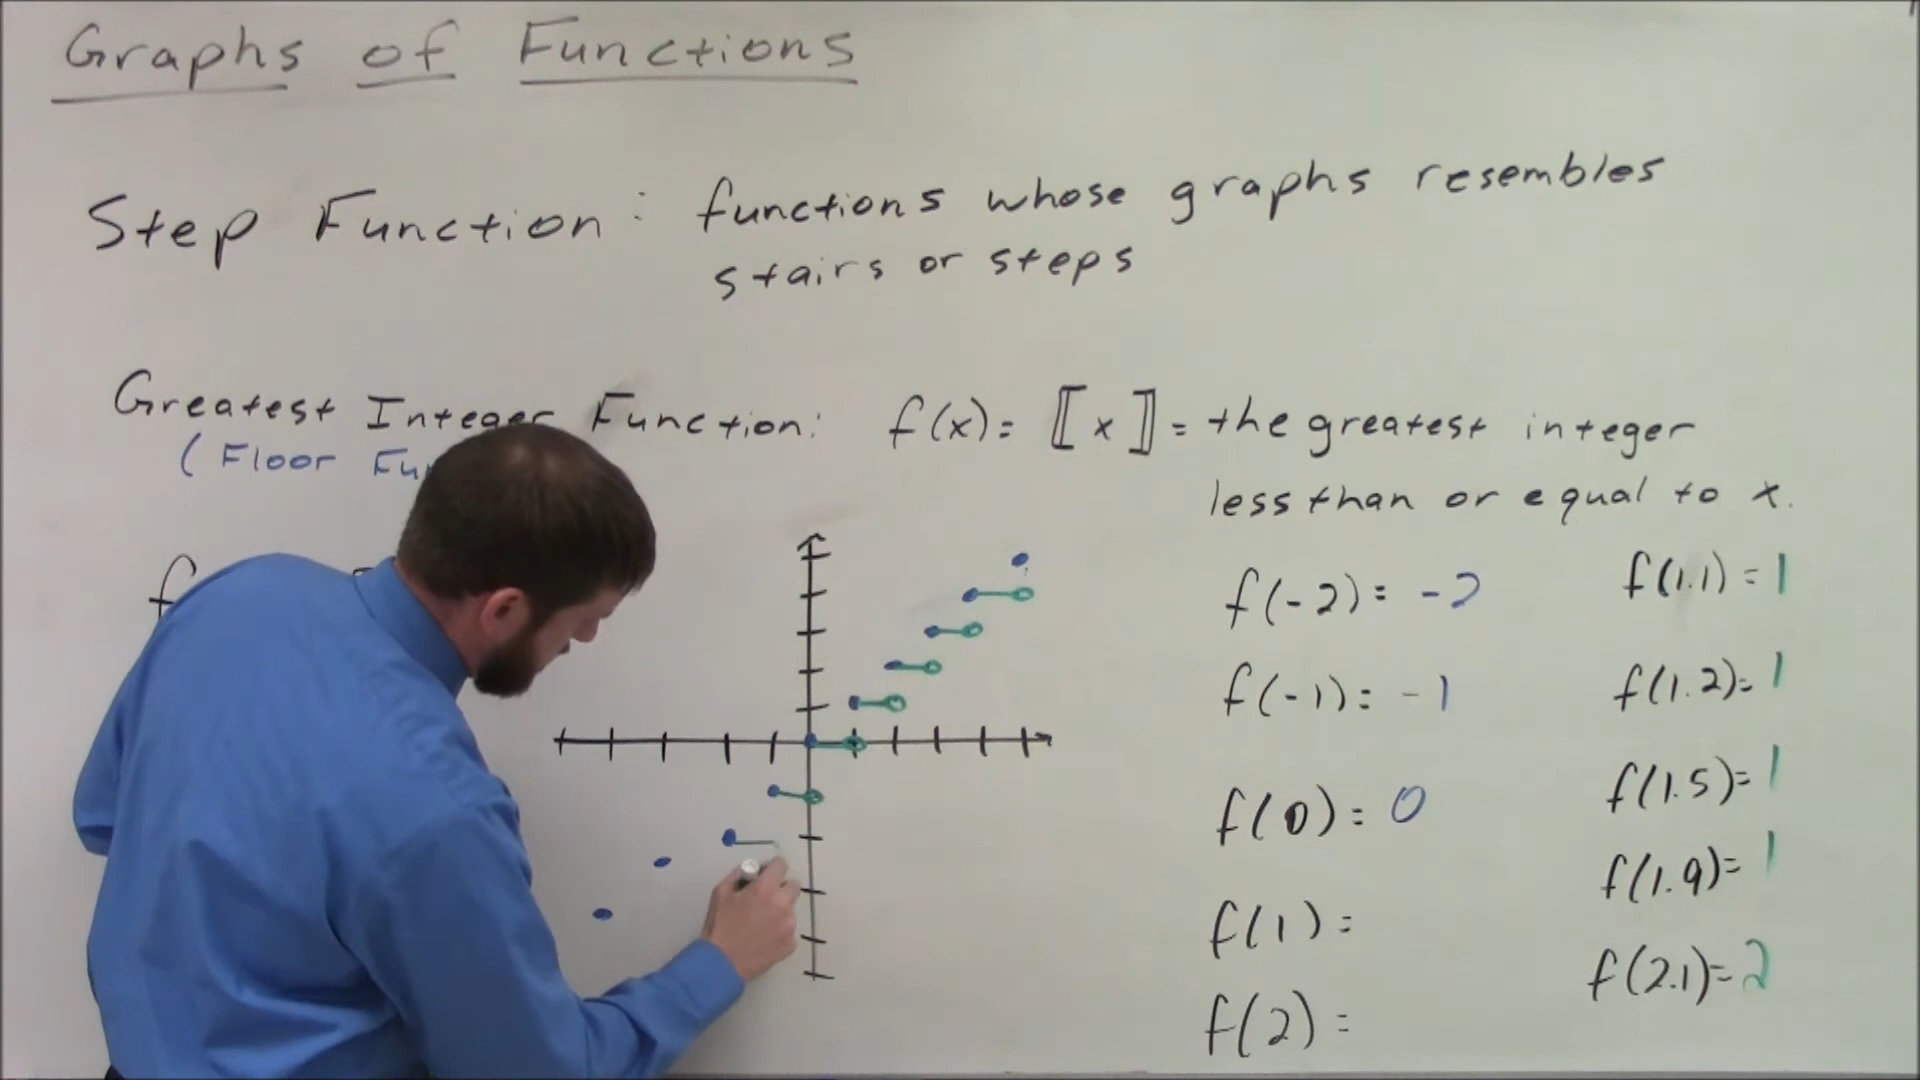 Graphs of Functions
Step Function: functions whose graphs resembles
stairs or steps
Greatest Integer Function: f(x)= ⟦x⟧ = the greatest integer
(Floor
less than or equal to x.
f
f(-2)= -2
f(1.1)=1
f(-1)= -1
f(1.2)=1
f(0)= 0
f(1.5)=1
f(1)=
f(1.9)=1
f(2)=
f(2.1)=2